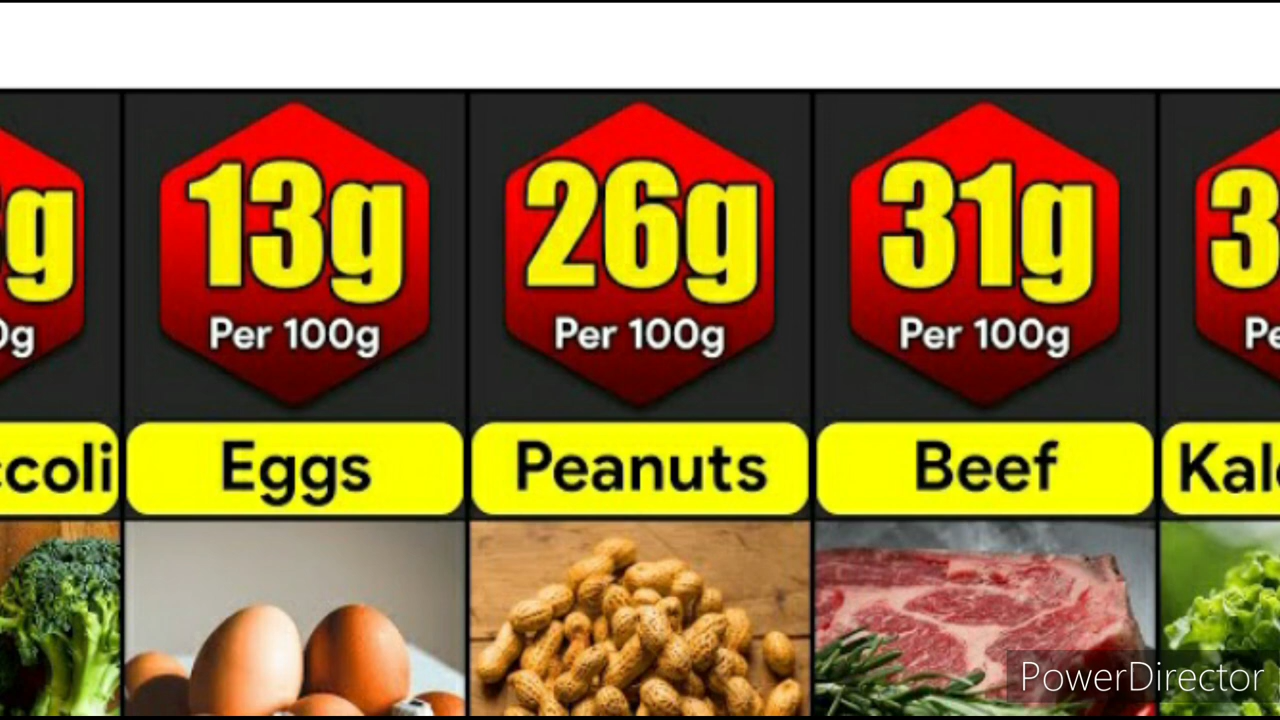 13g
Per 100g
Eggs
26g
Per 100g
Peanuts
31g
Per 100g
Beef
PowerDirector